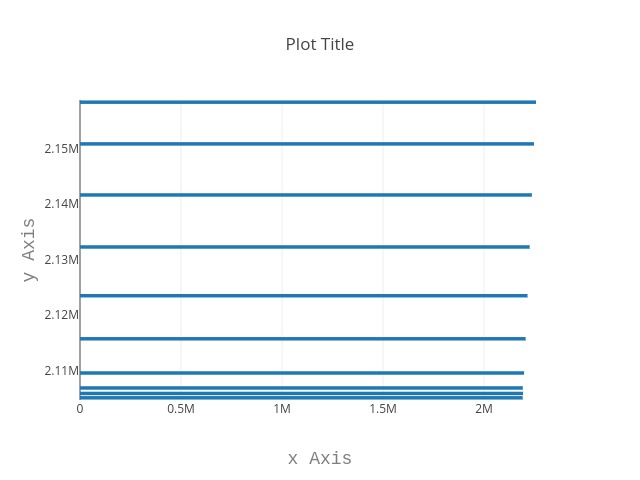 Plot Title
2.15M
2.14M
2.13M
2.12M
2.11M
y Axis
0 0.5M 1M 1.5M 2M
x Axis